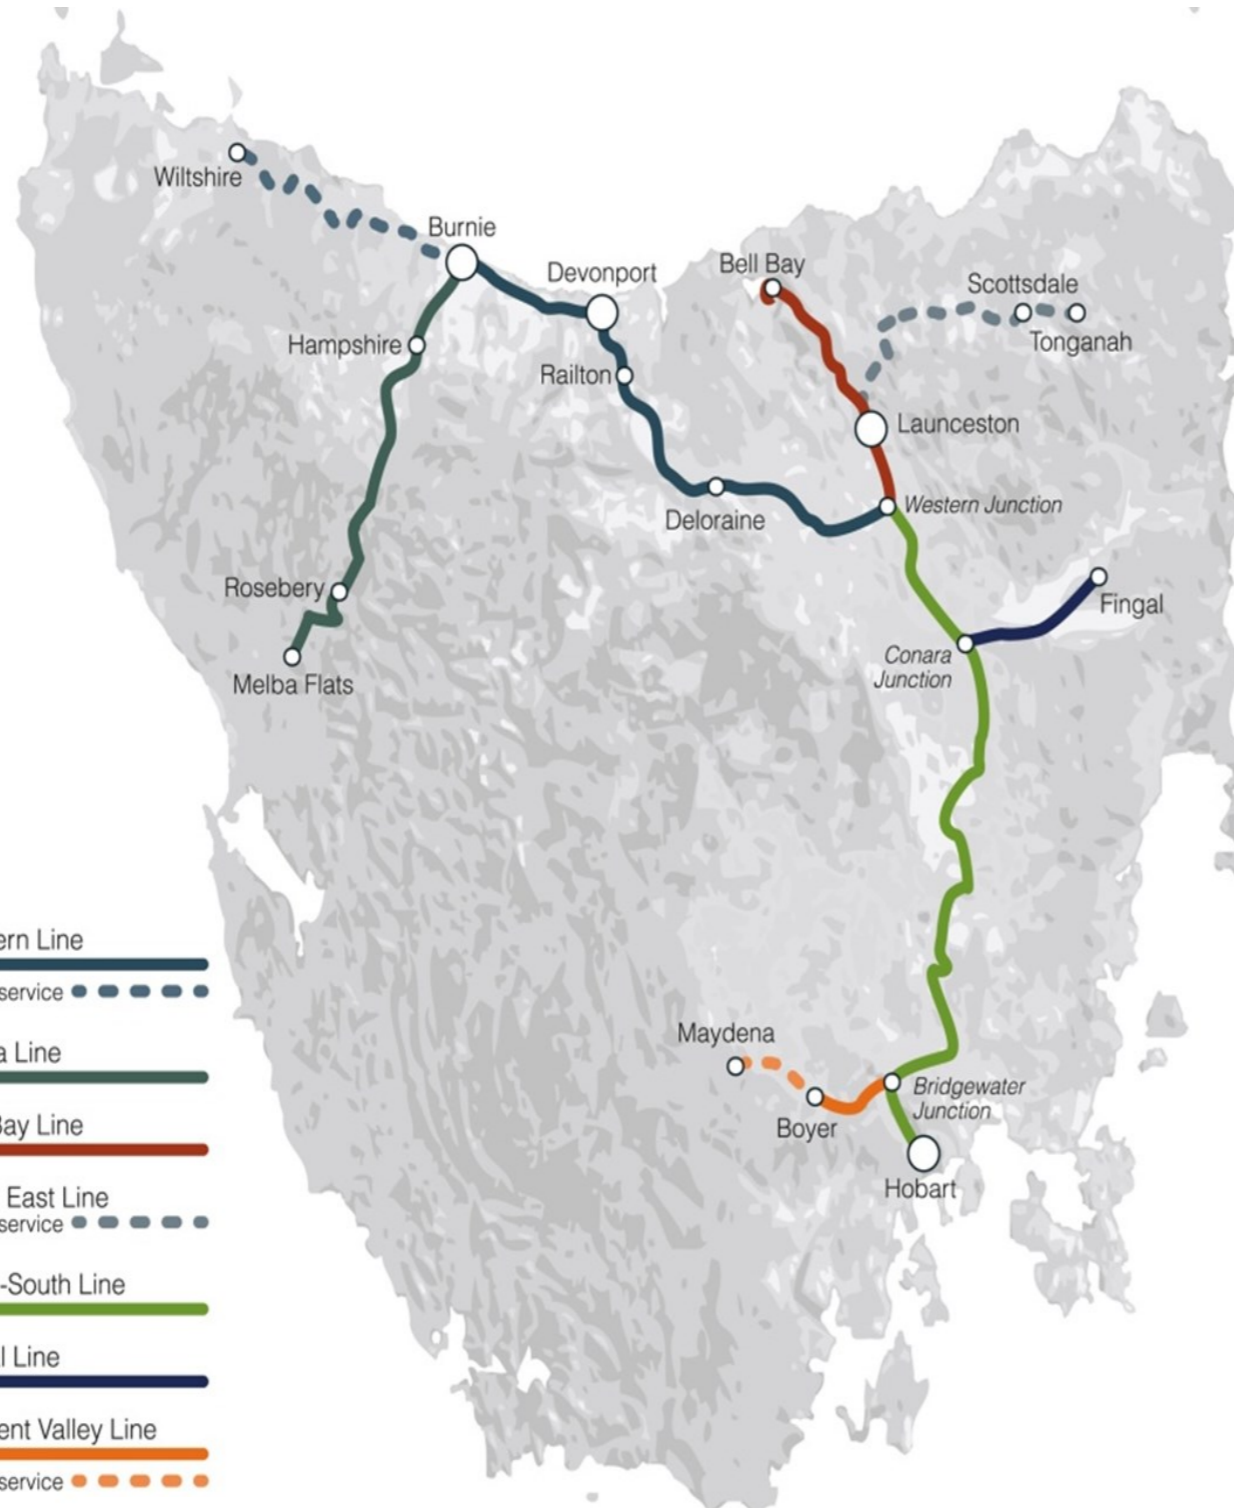 Wiltshire
Burnie
Devonport
Bell Bay
Scottsdale
Tonganah
Hampshire
Railton
Launceston
Deloraine
Western Junction
Rosebery
Fingal
Melba Flats
Conara
Junction
ern Line
service
a Line
Bay Line
East Line
service
-South Line
l Line
ent Valley Line
service
Maydena
Boyer
Bridgewater
Junction
Hobart